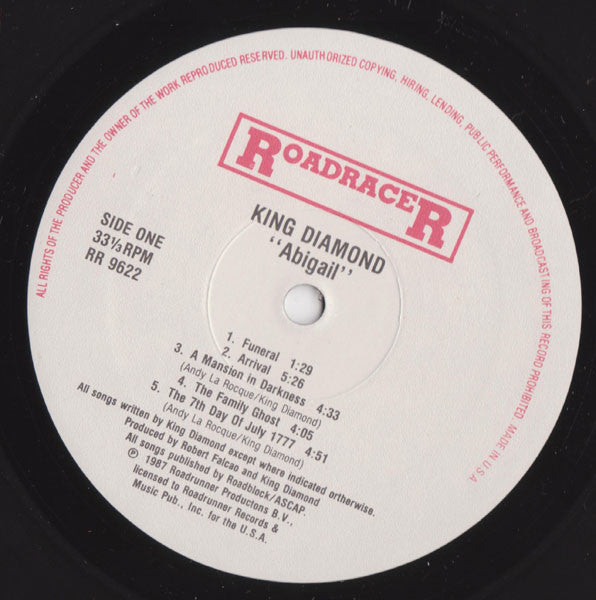 ALL RIGHTS OF THE PRODUCER AND THE OWNER OF THE WORK REPRODUCED RESERVED. UNAUTHORIZED COPYING, HIRING, LENDING, PUBLIC PERFORMANCE AND BROADCASTING OF THIS RECORD PROHIBITED MADE IN U.S.A
ROADRACER
KING DIAMOND
"Abigail"
SIDE ONE
33⅓ RPM
RR 9622
1. Funeral 1:29
2. Arrival 5:26
3. A Mansion in Darkness 4:33
(Andy La Rocque/King Diamond)
4. The Family Ghost 4:05
5. The 7th Day Of July 1777 4:51
(Andy La Rocque/King Diamond)
All songs written by King Diamond except where indicated ortherwise.
Produced by Robert Falcao and King Diamond
All songs published by Roadblock/ASCAP.
℗ 1987 Roadrunner Productons B.V.,
licensed to Roadrunner Records &
Music Pub., Inc. for the U.S.A.